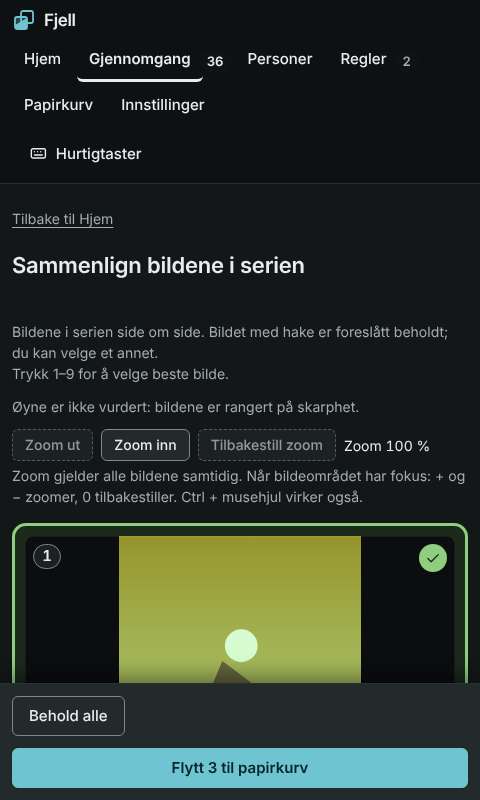 Fjell
Hjem Gjennomgang 36 Personer Regler 2
Papirkurv Innstillinger
Hurtigtaster
Tilbake til Hjem
Sammenlign bildene i serien
Bildene i serien side om side. Bildet med hake er foreslått beholdt;
du kan velge et annet.
Trykk 1–9 for å velge beste bilde.
Øyne er ikke vurdert: bildene er rangert på skarphet.
Zoom ut Zoom inn Tilbakestill zoom Zoom 100 %
Zoom gjelder alle bildene samtidig. Når bildeområdet har fokus: + og
− zoomer, 0 tilbakestiller. Ctrl + musehjul virker også.
1
Behold alle
Flytt 3 til papirkurv